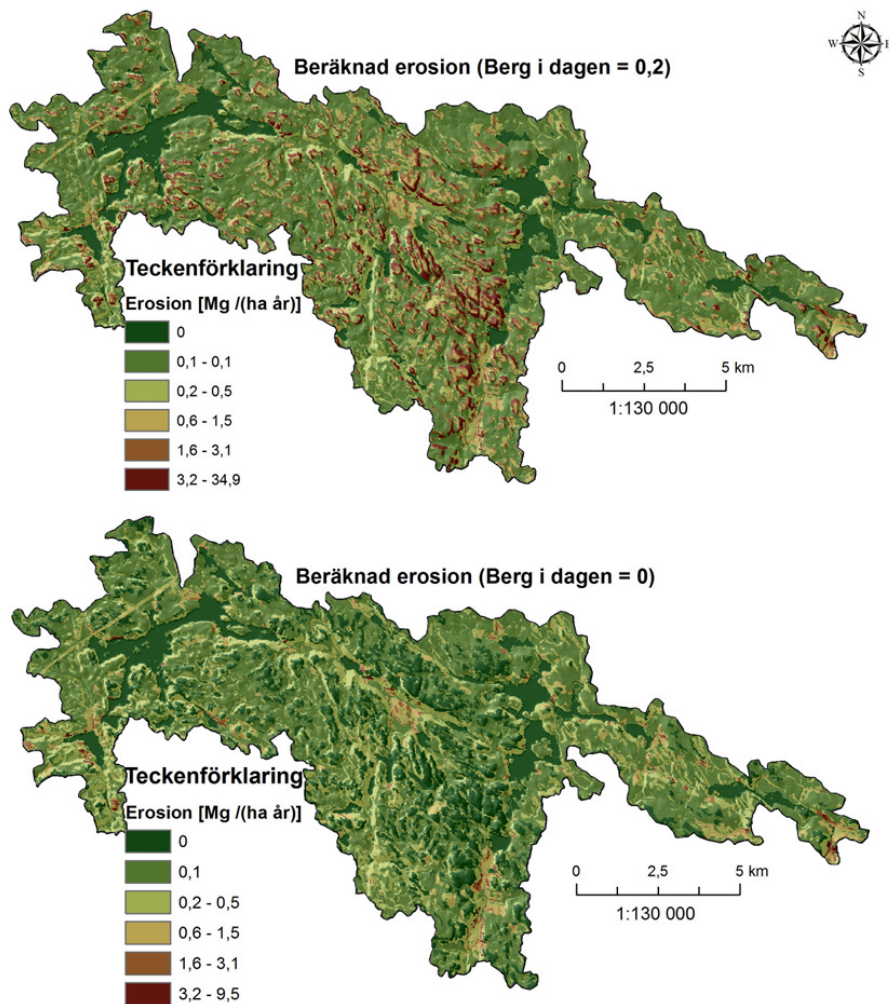 N
W E
S
Beräknad erosion (Berg i dagen = 0,2)
Teckenförklaring
Erosion [Mg /(ha år)]
0
0,1 - 0,1
0,2 - 0,5
0,6 - 1,5
1,6 - 3,1
3,2 - 34,9
0 2,5 5 km
1:130 000
Beräknad erosion (Berg i dagen = 0)
Teckenförklaring
Erosion [Mg /(ha år)]
0
0,1
0,2 - 0,5
0,6 - 1,5
1,6 - 3,1
3,2 - 9,5
0 2,5 5 km
1:130 000